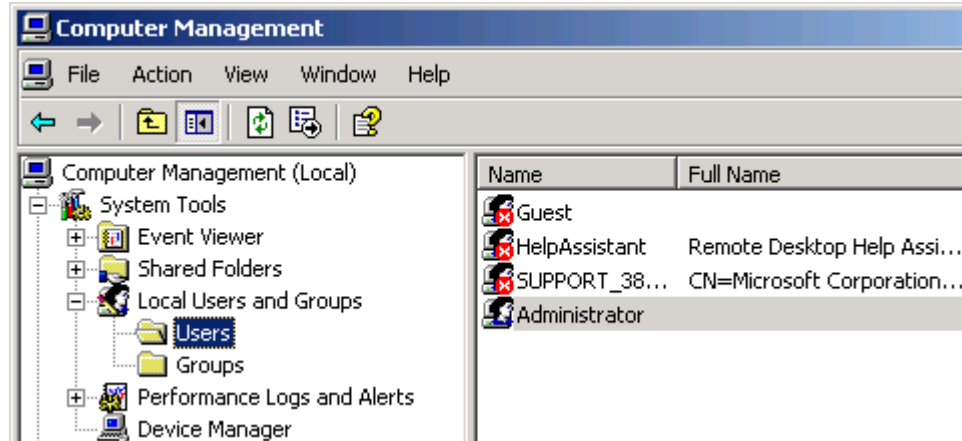 Computer Management
File Action View Window Help
Computer Management (Local)
System Tools
Event Viewer
Shared Folders
Local Users and Groups
Users
Groups
Performance Logs and Alerts
Device Manager
Name Full Name
Guest
HelpAssistant Remote Desktop Help Assi...
SUPPORT_38... CN=Microsoft Corporation...
Administrator